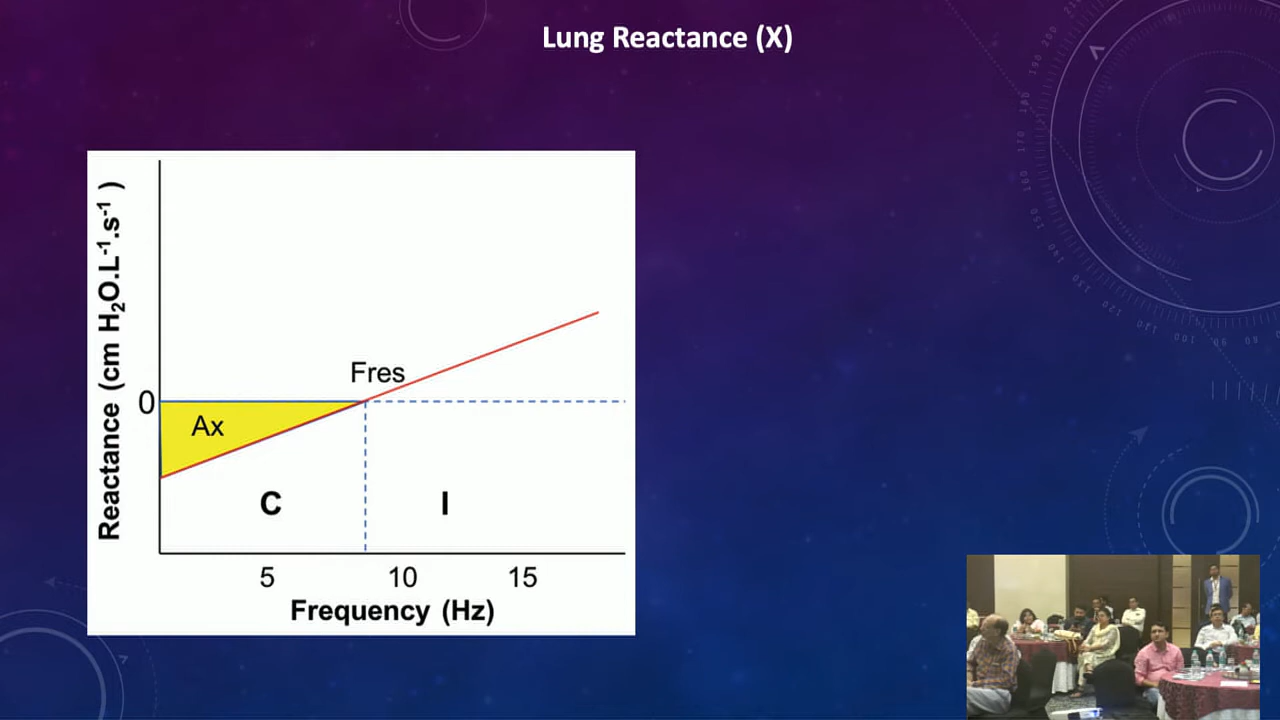 Lung Reactance (X)
Reactance (cm H₂O.L⁻¹.s⁻¹ )
Fres
0
Ax
C I
5 10 15
Frequency (Hz)